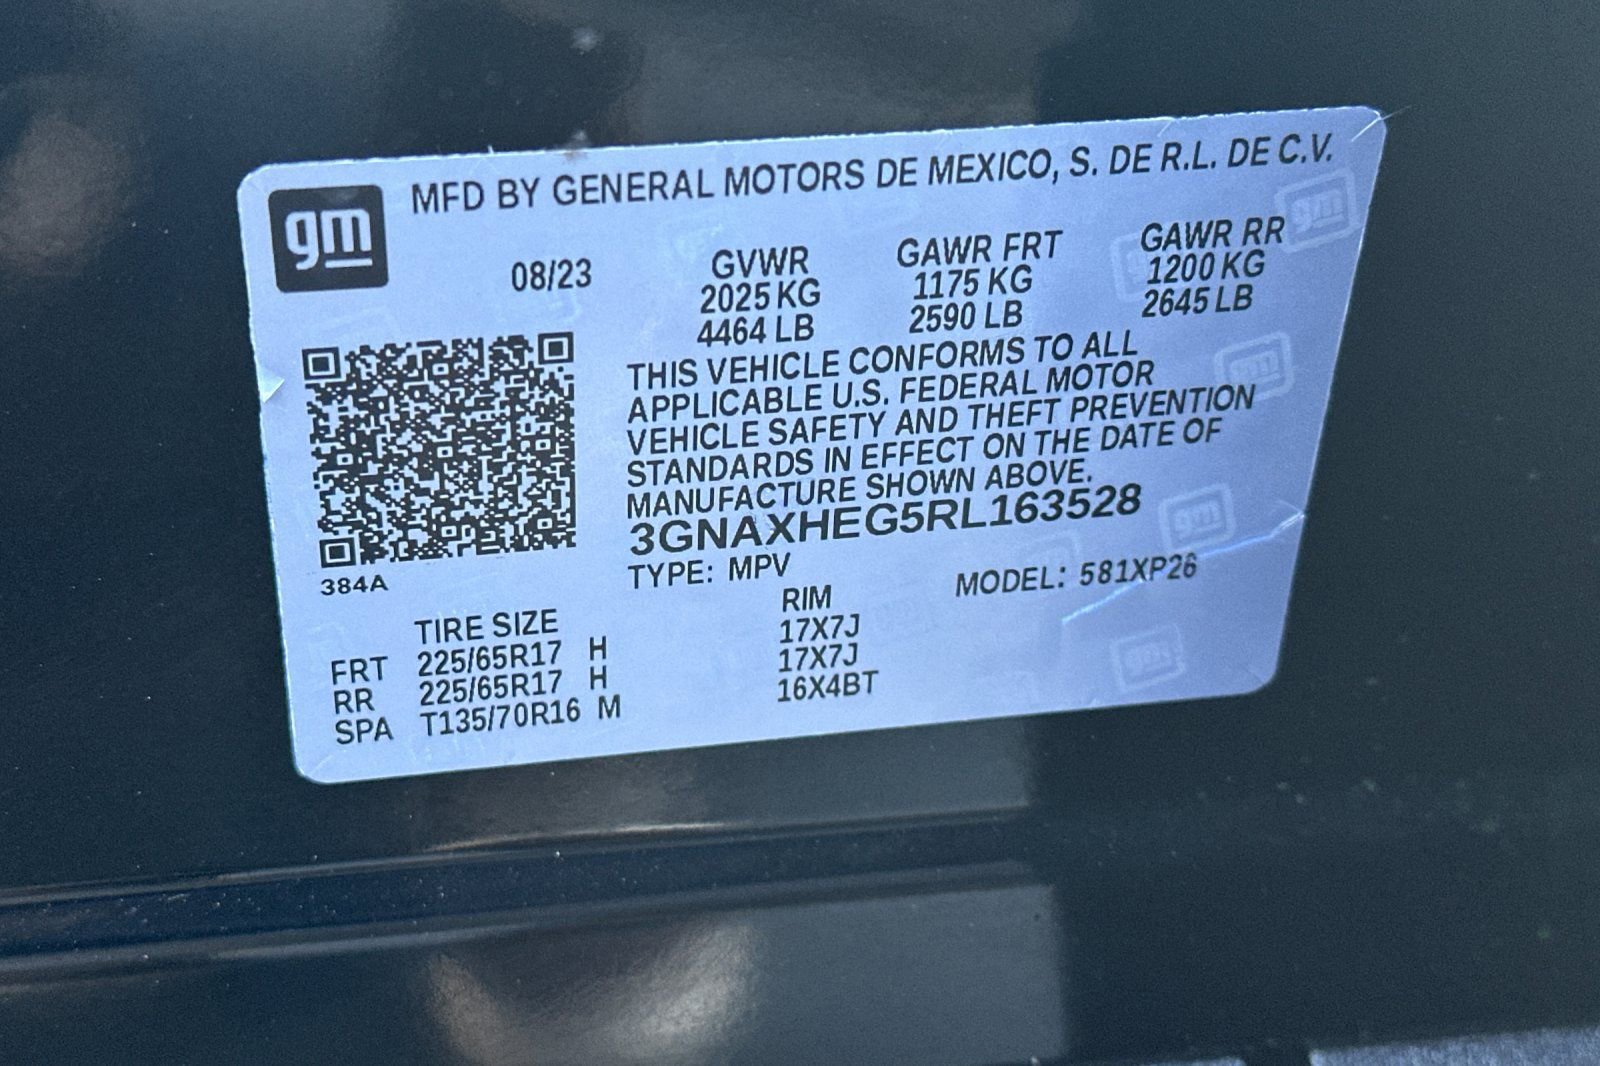 gm MFD BY GENERAL MOTORS DE MEXICO, S. DE R.L. DE C.V.
08/23 GVWR GAWR FRT GAWR RR
2025 KG 1175 KG 1200 KG
4464 LB 2590 LB 2645 LB
THIS VEHICLE CONFORMS TO ALL
APPLICABLE U.S. FEDERAL MOTOR
VEHICLE SAFETY AND THEFT PREVENTION
STANDARDS IN EFFECT ON THE DATE OF
MANUFACTURE SHOWN ABOVE.
3GNAXHEG5RL163528
384A
TYPE: MPV MODEL: 581XP26
TIRE SIZE RIM
FRT 225/65R17 H 17X7J
RR 225/65R17 H 17X7J
SPA T135/70R16 M 16X4BT